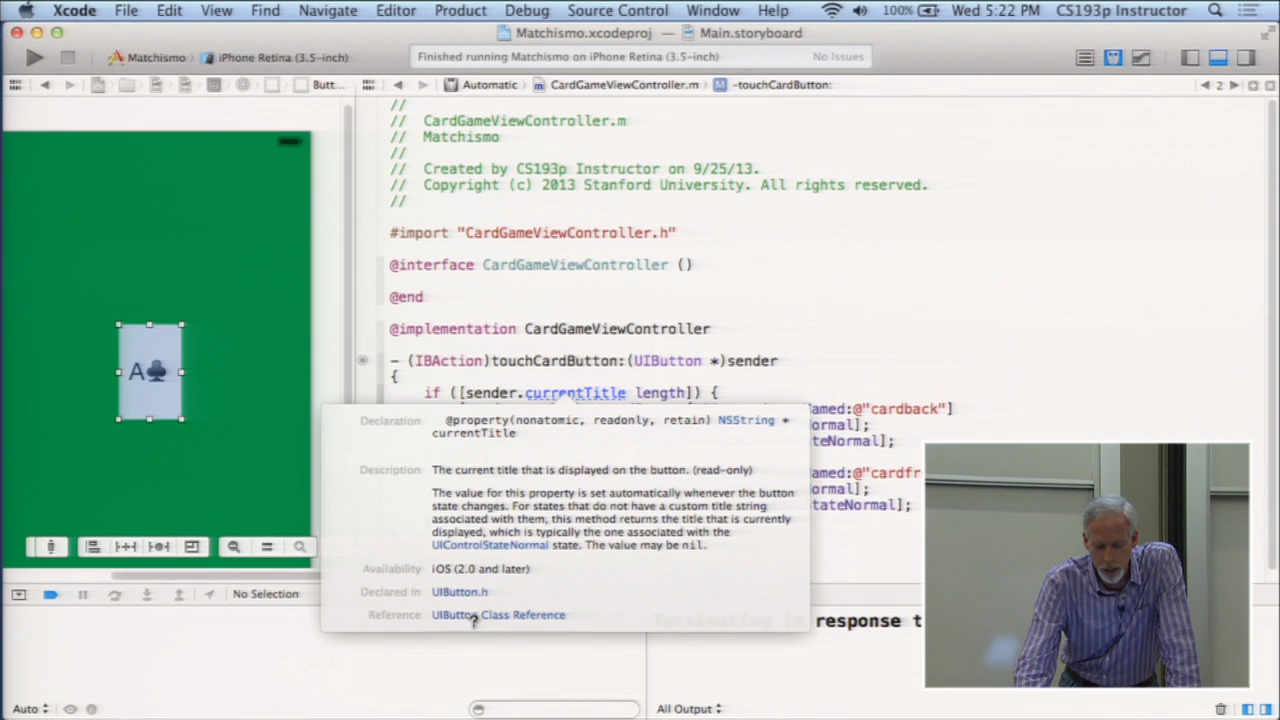 Xcode File Edit View Find Navigate Editor Product Debug Source Control Window Help 100% Wed 5:22 PM CS193p Instructor
Matchismo.xcodeproj — Main.storyboard
Matchismo iPhone Retina (3.5-inch) Finished running Matchismo on iPhone Retina (3.5-inch) No Issues
Butt... Automatic CardGameViewController.m -touchCardButton: 2
//
// CardGameViewController.m
// Matchismo
//
// Created by CS193p Instructor on 9/25/13.
// Copyright (c) 2013 Stanford University. All rights reserved.
//
#import "CardGameViewController.h"
@interface CardGameViewController ()
@end
@implementation CardGameViewController
- (IBAction)touchCardButton:(UIButton *)sender
{
if ([sender.currentTitle length]) {
amed:@"cardback"]
ormal];
ateNormal];
amed:@"cardfr
ormal];
ateNormal];
A♣
Declaration @property(nonatomic, readonly, retain) NSString *
currentTitle
Description The current title that is displayed on the button. (read-only)
The value for this property is set automatically whenever the button
state changes. For states that do not have a custom title string
associated with them, this method returns the title that is currently
displayed, which is typically the one associated with the
UIControlStateNormal state. The value may be nil.
Availability iOS (2.0 and later)
Declared In UIButton.h
Reference UIButton Class Reference
No Selection
response t
Auto All Output